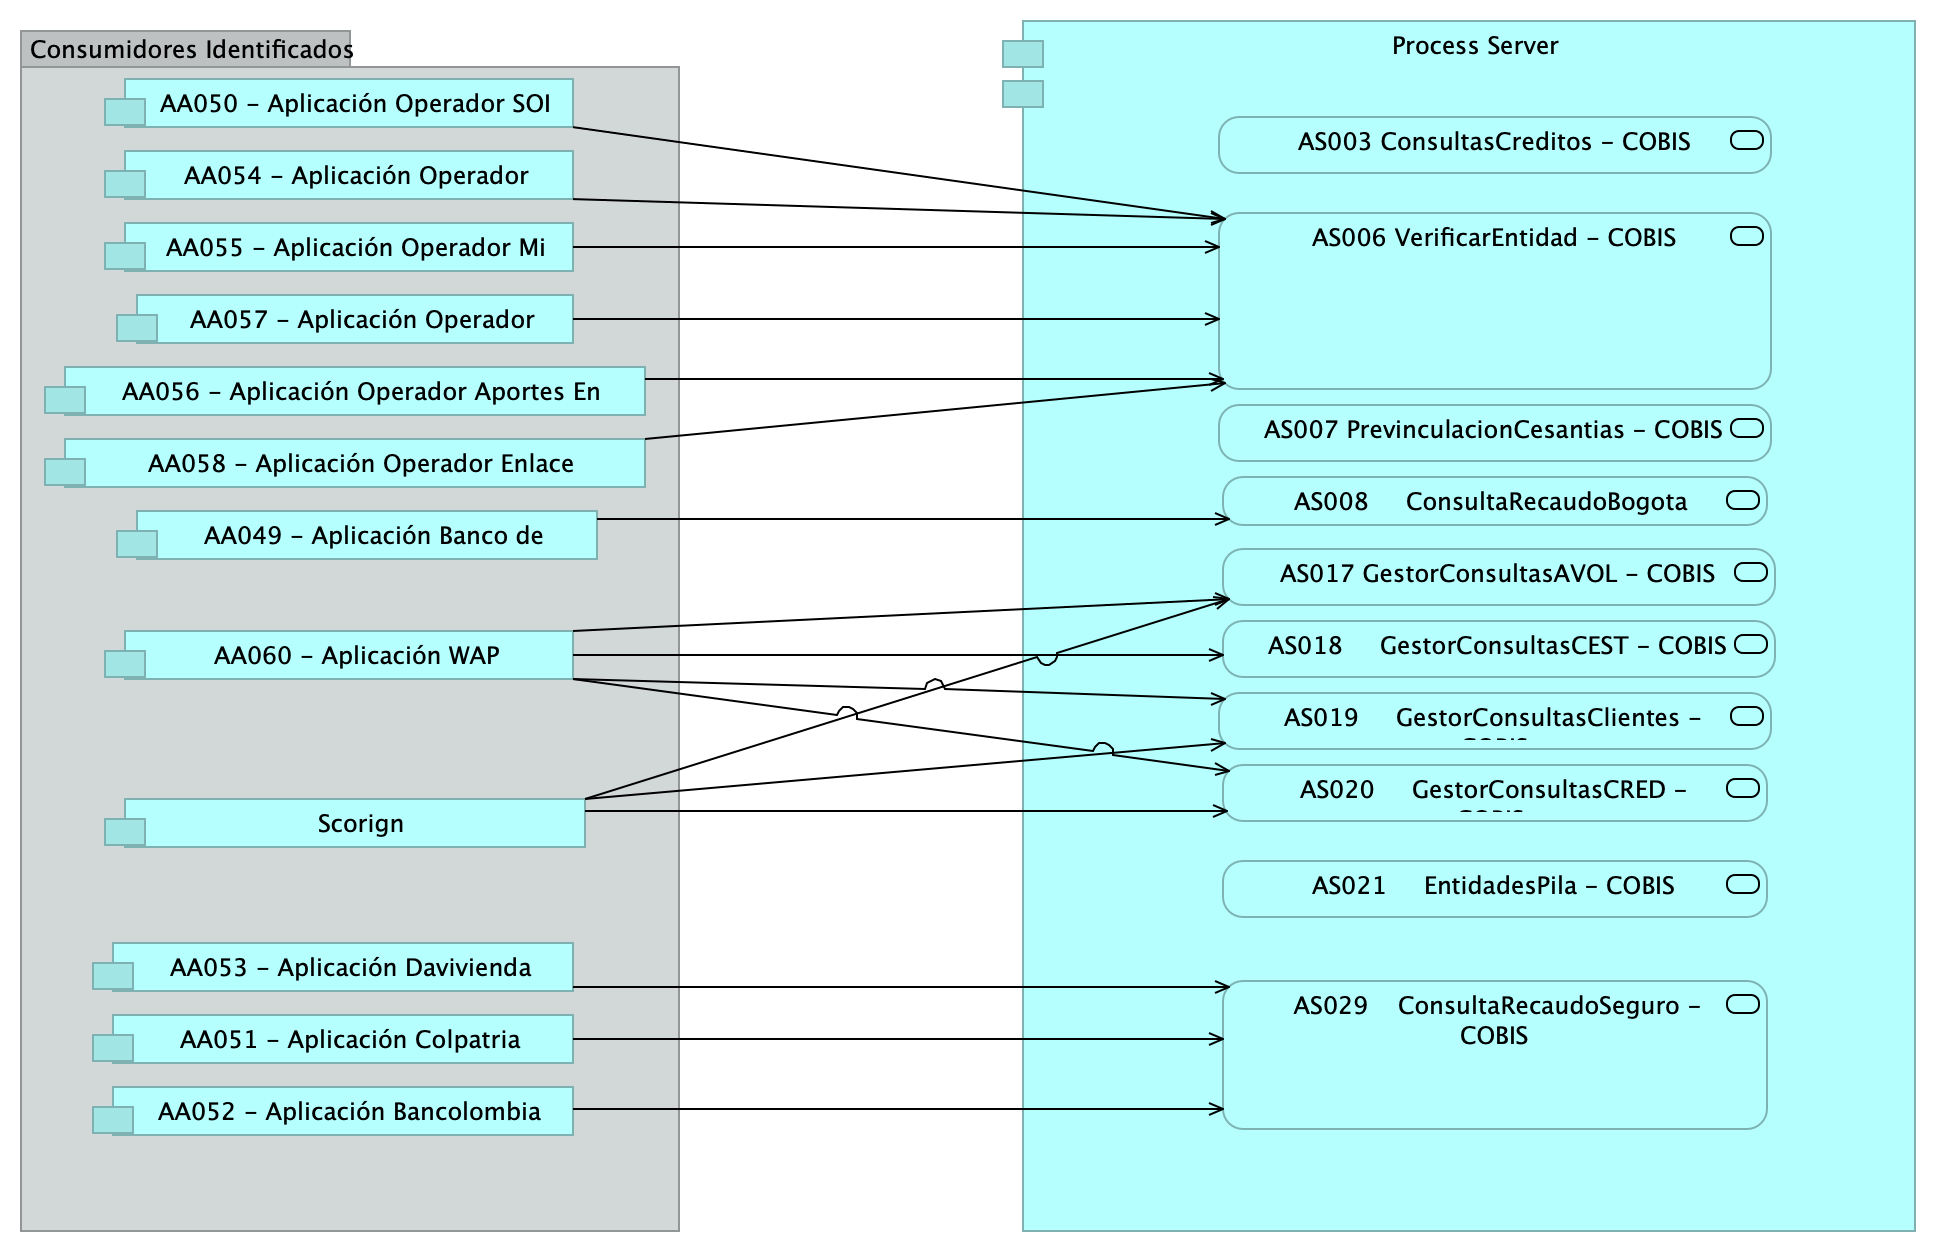 Consumidores Identificados
AA050 – Aplicación Operador SOI
AA054 – Aplicación Operador
AA055 – Aplicación Operador Mi
AA057 – Aplicación Operador
AA056 – Aplicación Operador Aportes En
AA058 – Aplicación Operador Enlace
AA049 – Aplicación Banco de
AA060 – Aplicación WAP
Scorign
AA053 – Aplicación Davivienda
AA051 – Aplicación Colpatria
AA052 – Aplicación Bancolombia
Process Server
AS003 ConsultasCreditos – COBIS
AS006 VerificarEntidad – COBIS
AS007 PrevinculacionCesantias – COBIS
AS008 ConsultaRecaudoBogota
AS017 GestorConsultasAVOL – COBIS
AS018 GestorConsultasCEST – COBIS
AS019 GestorConsultasClientes –
AS020 GestorConsultasCRED –
AS021 EntidadesPila – COBIS
AS029 ConsultaRecaudoSeguro –
COBIS